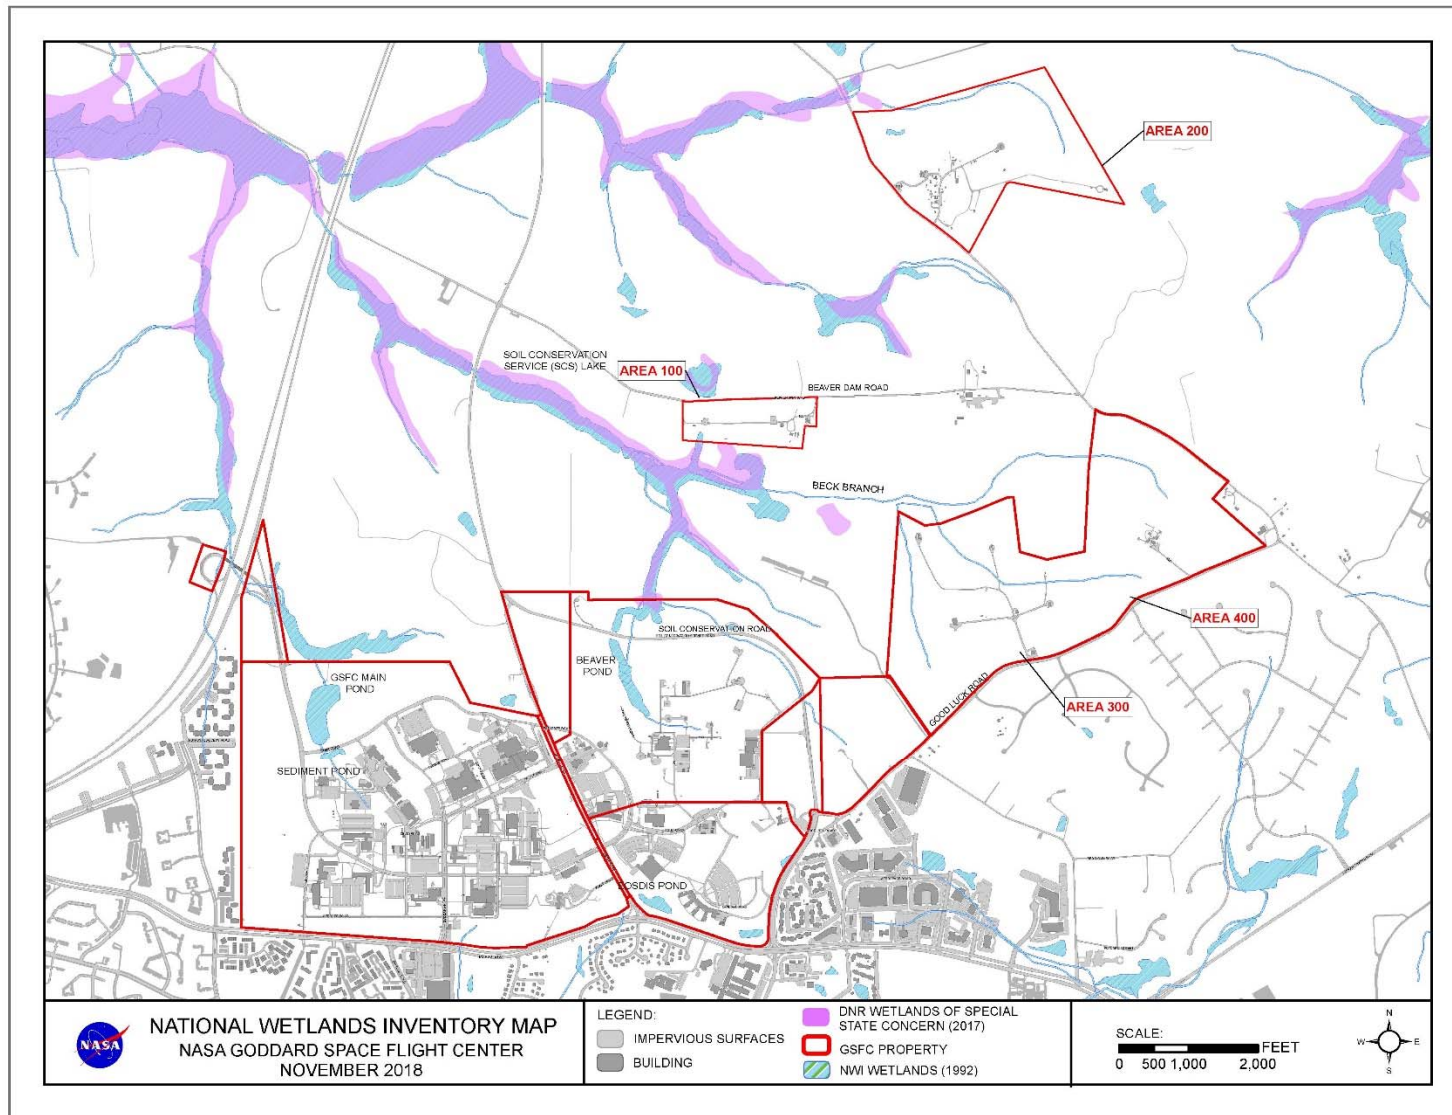 AREA 200
SOIL CONSERVATION
SERVICE (SCS) LAKE
AREA 100
BEAVER DAM ROAD
BECK BRANCH
AREA 400
SOIL CONSERVATION ROAD
BEAVER
POND
GSFC MAIN
POND
AREA 300
GOOD LUCK ROAD
SEDIMENT POND
EOSDIS POND
NASA
NATIONAL WETLANDS INVENTORY MAP
NASA GODDARD SPACE FLIGHT CENTER
NOVEMBER 2018
LEGEND:
IMPERVIOUS SURFACES
BUILDING
DNR WETLANDS OF SPECIAL
STATE CONCERN (2017)
GSFC PROPERTY
NWI WETLANDS (1992)
SCALE:
FEET
0 500 1,000 2,000
N
W E
S